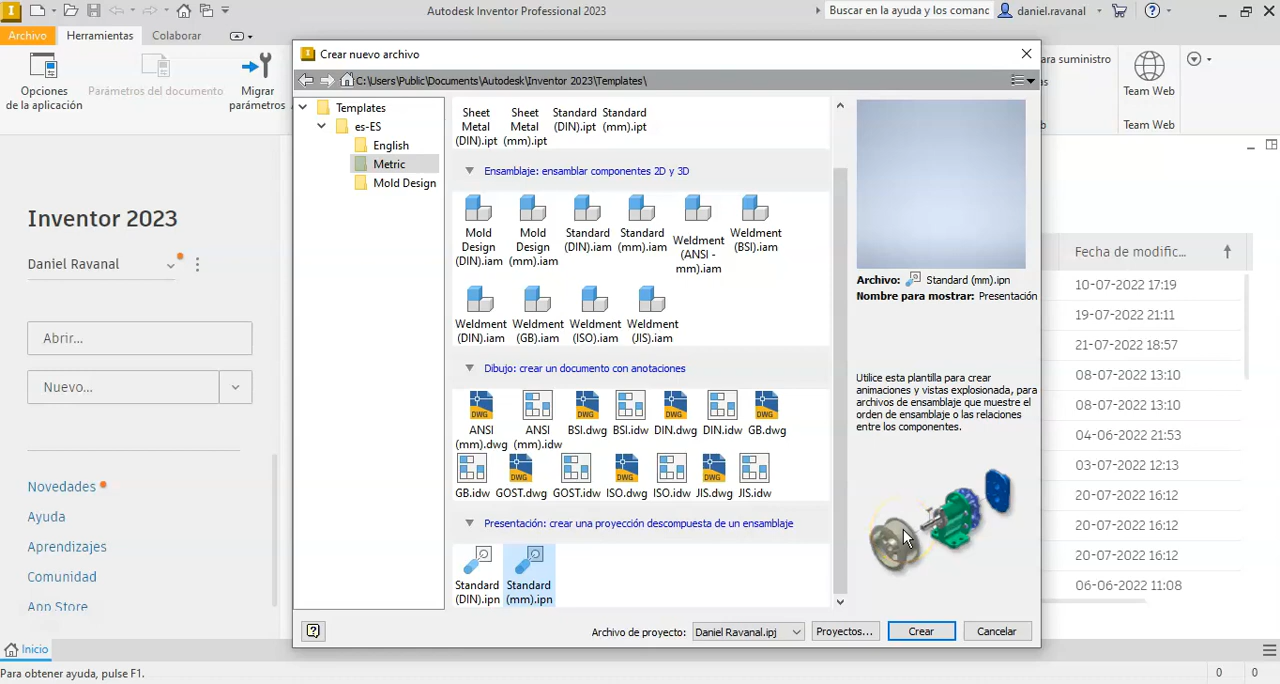 Autodesk Inventor Professional 2023
Buscar en la ayuda y los comanc
daniel.ravanal
Archivo
Herramientas
Colaborar
Opciones
de la aplicación
Parámetros del documento
Migrar
parámetros
ara suministro
as
Team Web
b
Team Web
Inventor 2023
Daniel Ravanal
Abrir...
Nuevo...
Novedades
Ayuda
Aprendizajes
Comunidad
App Store
Crear nuevo archivo
C:\Users\Public\Documents\Autodesk\Inventor 2023\Templates\
Templates
es-ES
English
Metric
Mold Design
Sheet Metal (DIN).ipt
Sheet Metal (mm).ipt
Standard (DIN).ipt
Standard (mm).ipt
Ensamblaje: ensamblar componentes 2D y 3D
Mold Design (DIN).iam
Mold Design (mm).iam
Standard (DIN).iam
Standard (mm).iam
Weldment (ANSI - mm).iam
Weldment (BSI).iam
Weldment (DIN).iam
Weldment (GB).iam
Weldment (ISO).iam
Weldment (JIS).iam
Dibujo: crear un documento con anotaciones
ANSI (mm).dwg
ANSI (mm).idw
BSI.dwg
BSI.idw
DIN.dwg
DIN.idw
GB.dwg
GB.idw
GOST.dwg
GOST.idw
ISO.dwg
ISO.idw
JIS.dwg
JIS.idw
Presentación: crear una proyección descompuesta de un ensamblaje
Standard (DIN).ipn
Standard (mm).ipn
Archivo: Standard (mm).ipn
Nombre para mostrar: Presentación
Utilice esta plantilla para crear
animaciones y vistas explosionada, para
archivos de ensamblaje que muestre el
orden de ensamblaje o las relaciones
entre los componentes.
Archivo de proyecto:
Daniel Ravanal.ipj
Proyectos...
Crear
Cancelar
Fecha de modific...
10-07-2022 17:19
19-07-2022 21:11
21-07-2022 18:57
08-07-2022 13:10
08-07-2022 13:10
04-06-2022 21:53
03-07-2022 12:13
20-07-2022 16:12
20-07-2022 16:12
20-07-2022 16:12
06-06-2022 11:08
Inicio
Para obtener ayuda, pulse F1.
0
0